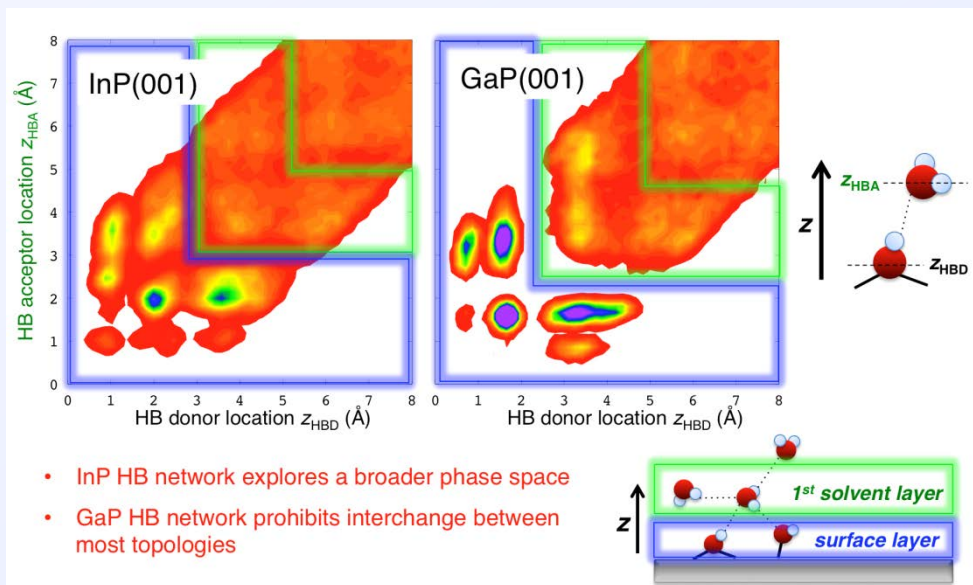 InP(001)
GaP(001)
HB acceptor location zHBA (Å)
8
7
6
5
4
3
2
1
0
0 1 2 3 4 5 6 7 8
0 1 2 3 4 5 6 7 8
HB donor location zHBD (Å)
HB donor location zHBD (Å)
z
zHBA
zHBD
• InP HB network explores a broader phase space
• GaP HB network prohibits interchange between
most topologies
z
1st solvent layer
surface layer